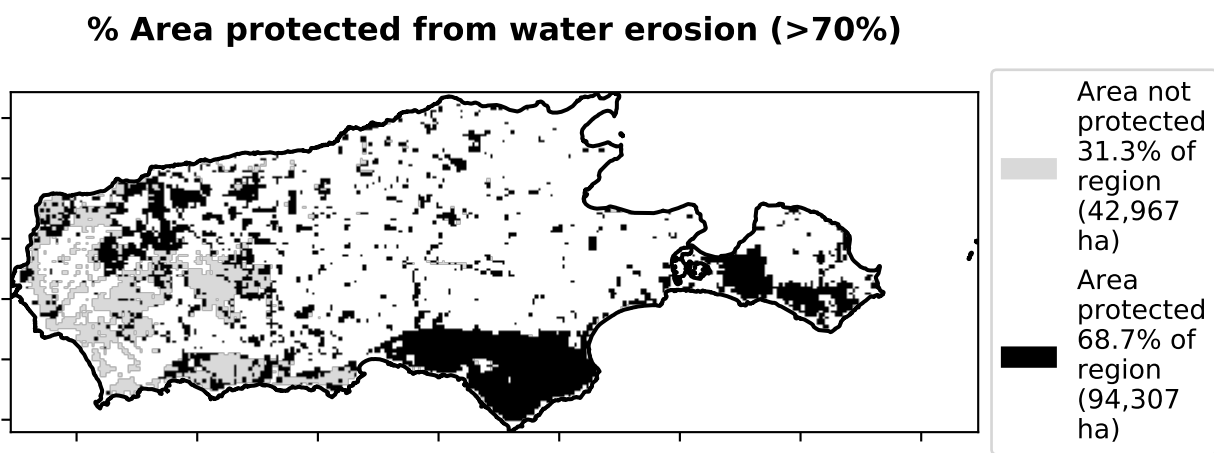 % Area protected from water erosion (>70%)
Area not
protected
31.3% of
region
(42,967
ha)
Area
protected
68.7% of
region
(94,307
ha)